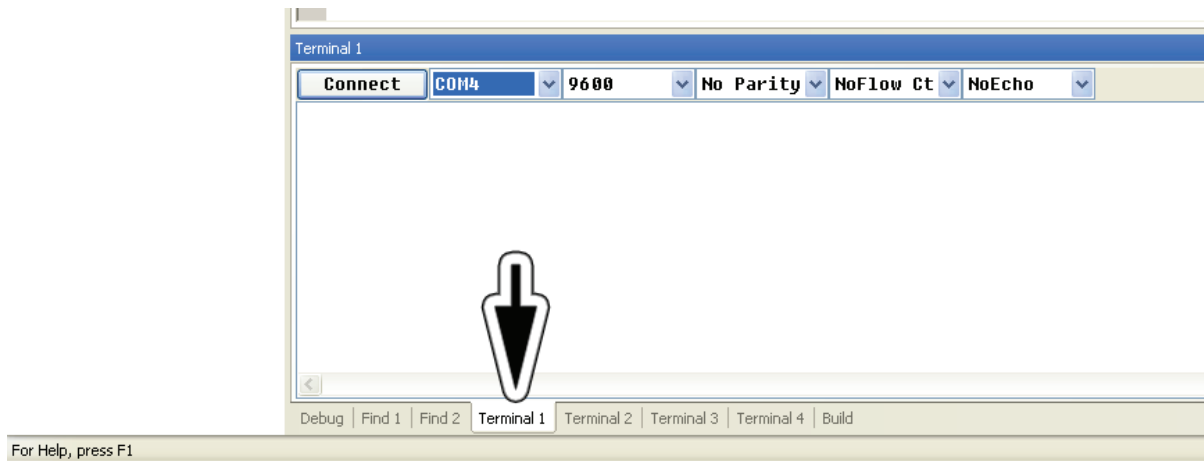 Terminal 1
Connect COM4 9600 No Parity NoFlow Ct NoEcho
Debug Find 1 Find 2 Terminal 1 Terminal 2 Terminal 3 Terminal 4 Build
For Help, press F1